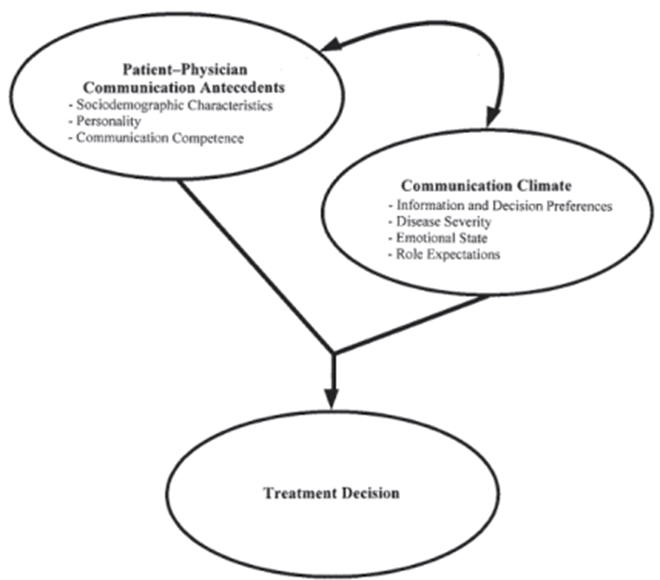 Patient–Physician
Communication Antecedents
- Sociodemographic Characteristics
- Personality
- Communication Competence
Communication Climate
- Information and Decision Preferences
- Disease Severity
- Emotional State
- Role Expectations
Treatment Decision